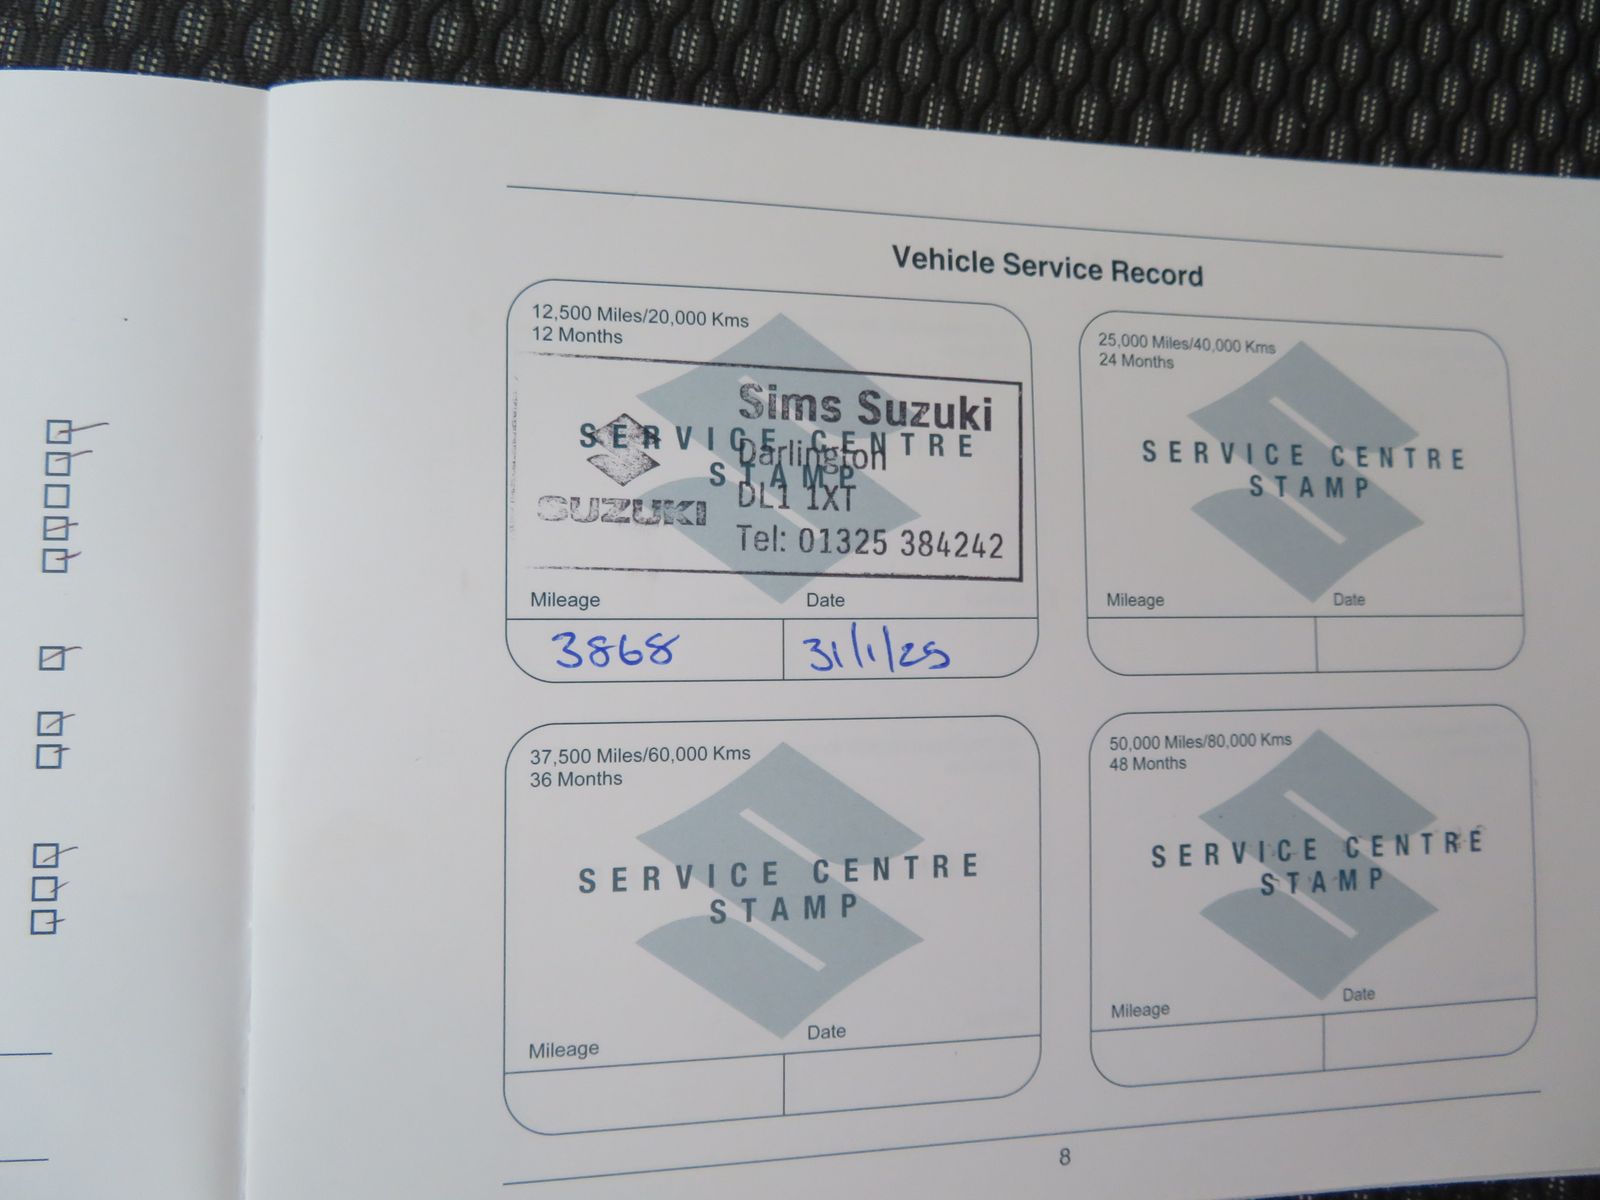 Vehicle Service Record
12,500 Miles/20,000 Kms
12 Months
SERVICE CENTRE
STAMP
SUZUKI
Sims Suzuki
Darlington
DL1 1XT
Tel: 01325 384242
Mileage
Date
3868
31/1/25
25,000 Miles/40,000 Kms
24 Months
SERVICE CENTRE
STAMP
Mileage
Date
37,500 Miles/60,000 Kms
36 Months
SERVICE CENTRE
STAMP
Mileage
Date
50,000 Miles/80,000 Kms
48 Months
SERVICE CENTRE
STAMP
Mileage
Date
8